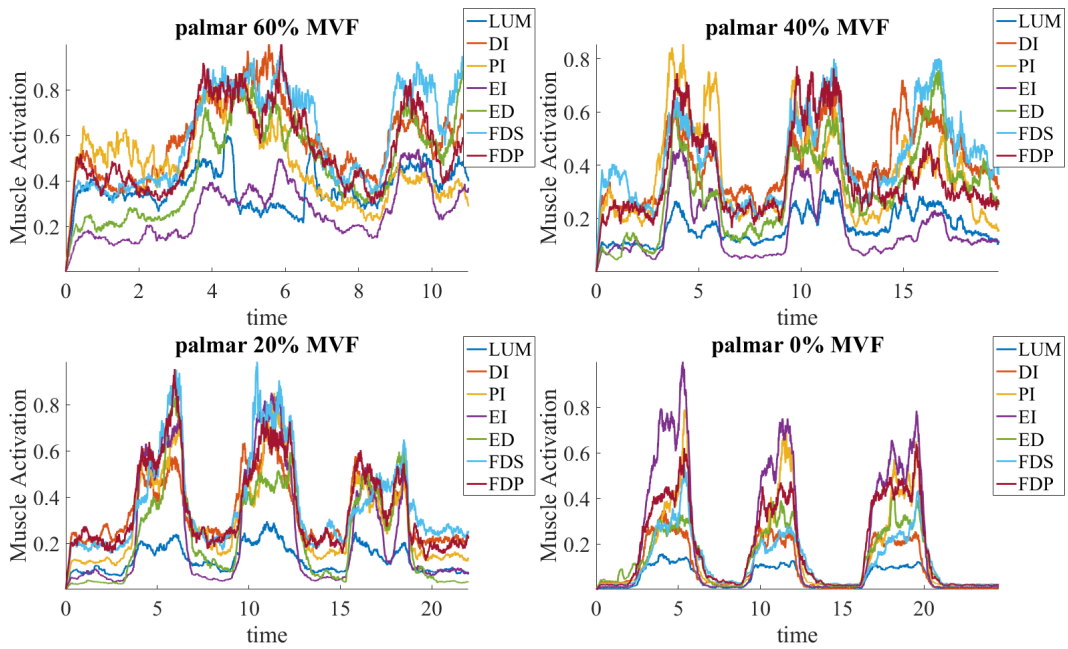 palmar 60% MVF
Muscle Activation
0.8
0.6
0.4
0.2
0 2 4 6 8 10
time
LUM
DI
PI
EI
ED
FDS
FDP
palmar 40% MVF
Muscle Activation
0.8
0.6
0.4
0.2
0 5 10 15
time
LUM
DI
PI
EI
ED
FDS
FDP
palmar 20% MVF
Muscle Activation
0.8
0.6
0.4
0.2
0 5 10 15 20
time
LUM
DI
PI
EI
ED
FDS
FDP
palmar 0% MVF
Muscle Activation
0.8
0.6
0.4
0.2
0 5 10 15 20
time
LUM
DI
PI
EI
ED
FDS
FDP